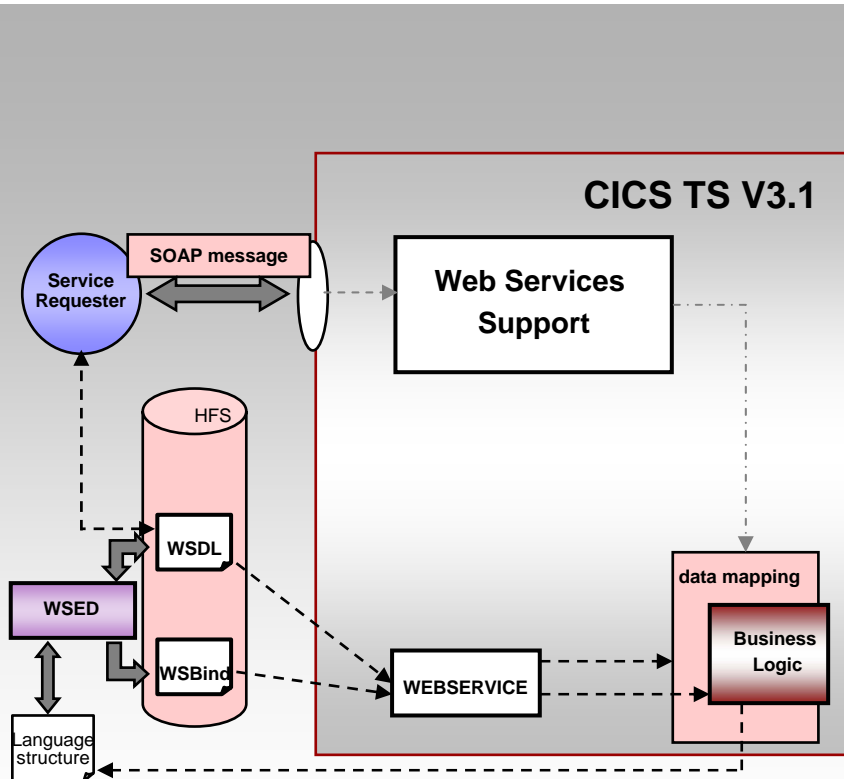 CICS TS V3.1
SOAP message
Service
Requester
Web Services
Support
HFS
WSDL
data mapping
WSED
Business
Logic
WSBind
WEBSERVICE
Language
structure